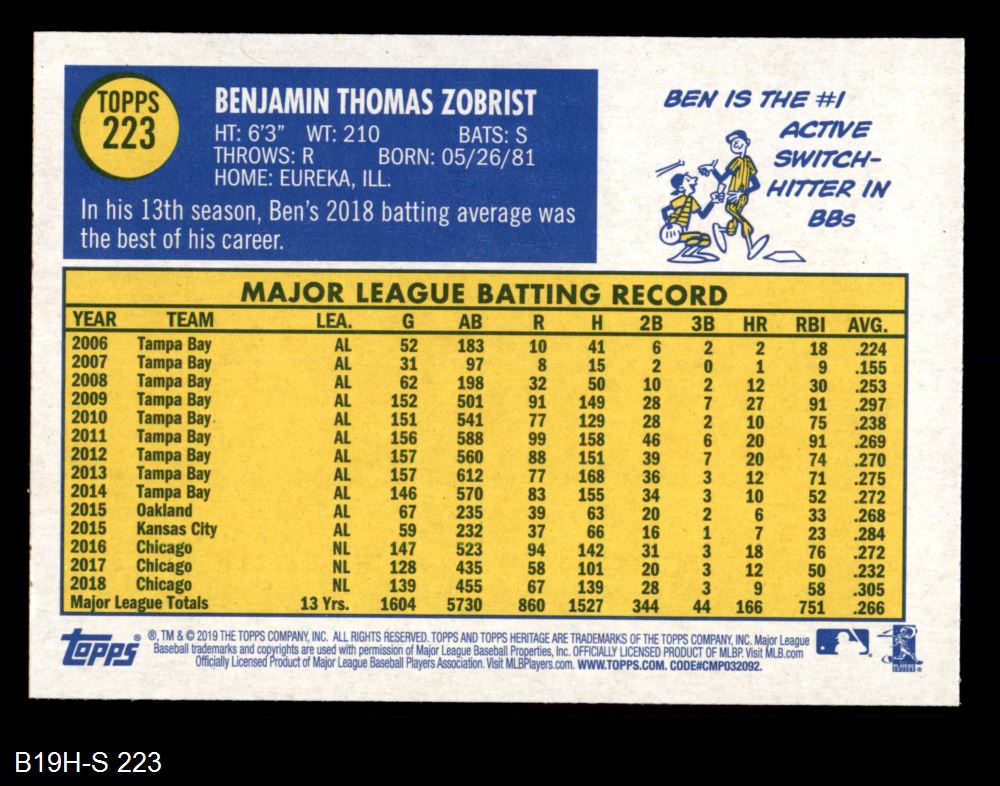 TOPPS
223
BENJAMIN THOMAS ZOBRIST
HT: 6'3" WT: 210 BATS: S
THROWS: R BORN: 05/26/81
HOME: EUREKA, ILL.
In his 13th season, Ben's 2018 batting average was
the best of his career.
BEN IS THE #1
ACTIVE
SWITCH-
HITTER IN
BBs
MAJOR LEAGUE BATTING RECORD
YEAR TEAM LEA. G AB R H 2B 3B HR RBI AVG.
2006 Tampa Bay AL 52 183 10 41 6 2 2 18 .224
2007 Tampa Bay AL 31 97 8 15 2 0 1 9 .155
2008 Tampa Bay AL 62 198 32 50 10 2 12 30 .253
2009 Tampa Bay AL 152 501 91 149 28 7 27 91 .297
2010 Tampa Bay AL 151 541 77 129 28 2 10 75 .238
2011 Tampa Bay AL 156 588 99 158 46 6 20 91 .269
2012 Tampa Bay AL 157 560 88 151 39 7 20 74 .270
2013 Tampa Bay AL 157 612 77 168 36 3 12 71 .275
2014 Tampa Bay AL 146 570 83 155 34 3 10 52 .272
2015 Oakland AL 67 235 39 63 20 2 6 33 .268
2015 Kansas City AL 59 232 37 66 16 1 7 23 .284
2016 Chicago NL 147 523 94 142 31 3 18 76 .272
2017 Chicago NL 128 435 58 101 20 3 12 50 .232
2018 Chicago NL 139 455 67 139 28 3 9 58 .305
Major League Totals 13 Yrs. 1604 5730 860 1527 344 44 166 751 .266
Topps ®
®, TM & © 2019 THE TOPPS COMPANY, INC. ALL RIGHTS RESERVED. TOPPS AND TOPPS HERITAGE ARE TRADEMARKS OF THE TOPPS COMPANY, INC. Major League
Baseball trademarks and copyrights are used with permission of Major League Baseball Properties, Inc. OFFICIALLY LICENSED PRODUCT OF MLBP. Visit MLB.com
Officially Licensed Product of Major League Baseball Players Association. Visit MLBPlayers.com. WWW.TOPPS.COM. CODE#CMP032092.
B19H-S 223